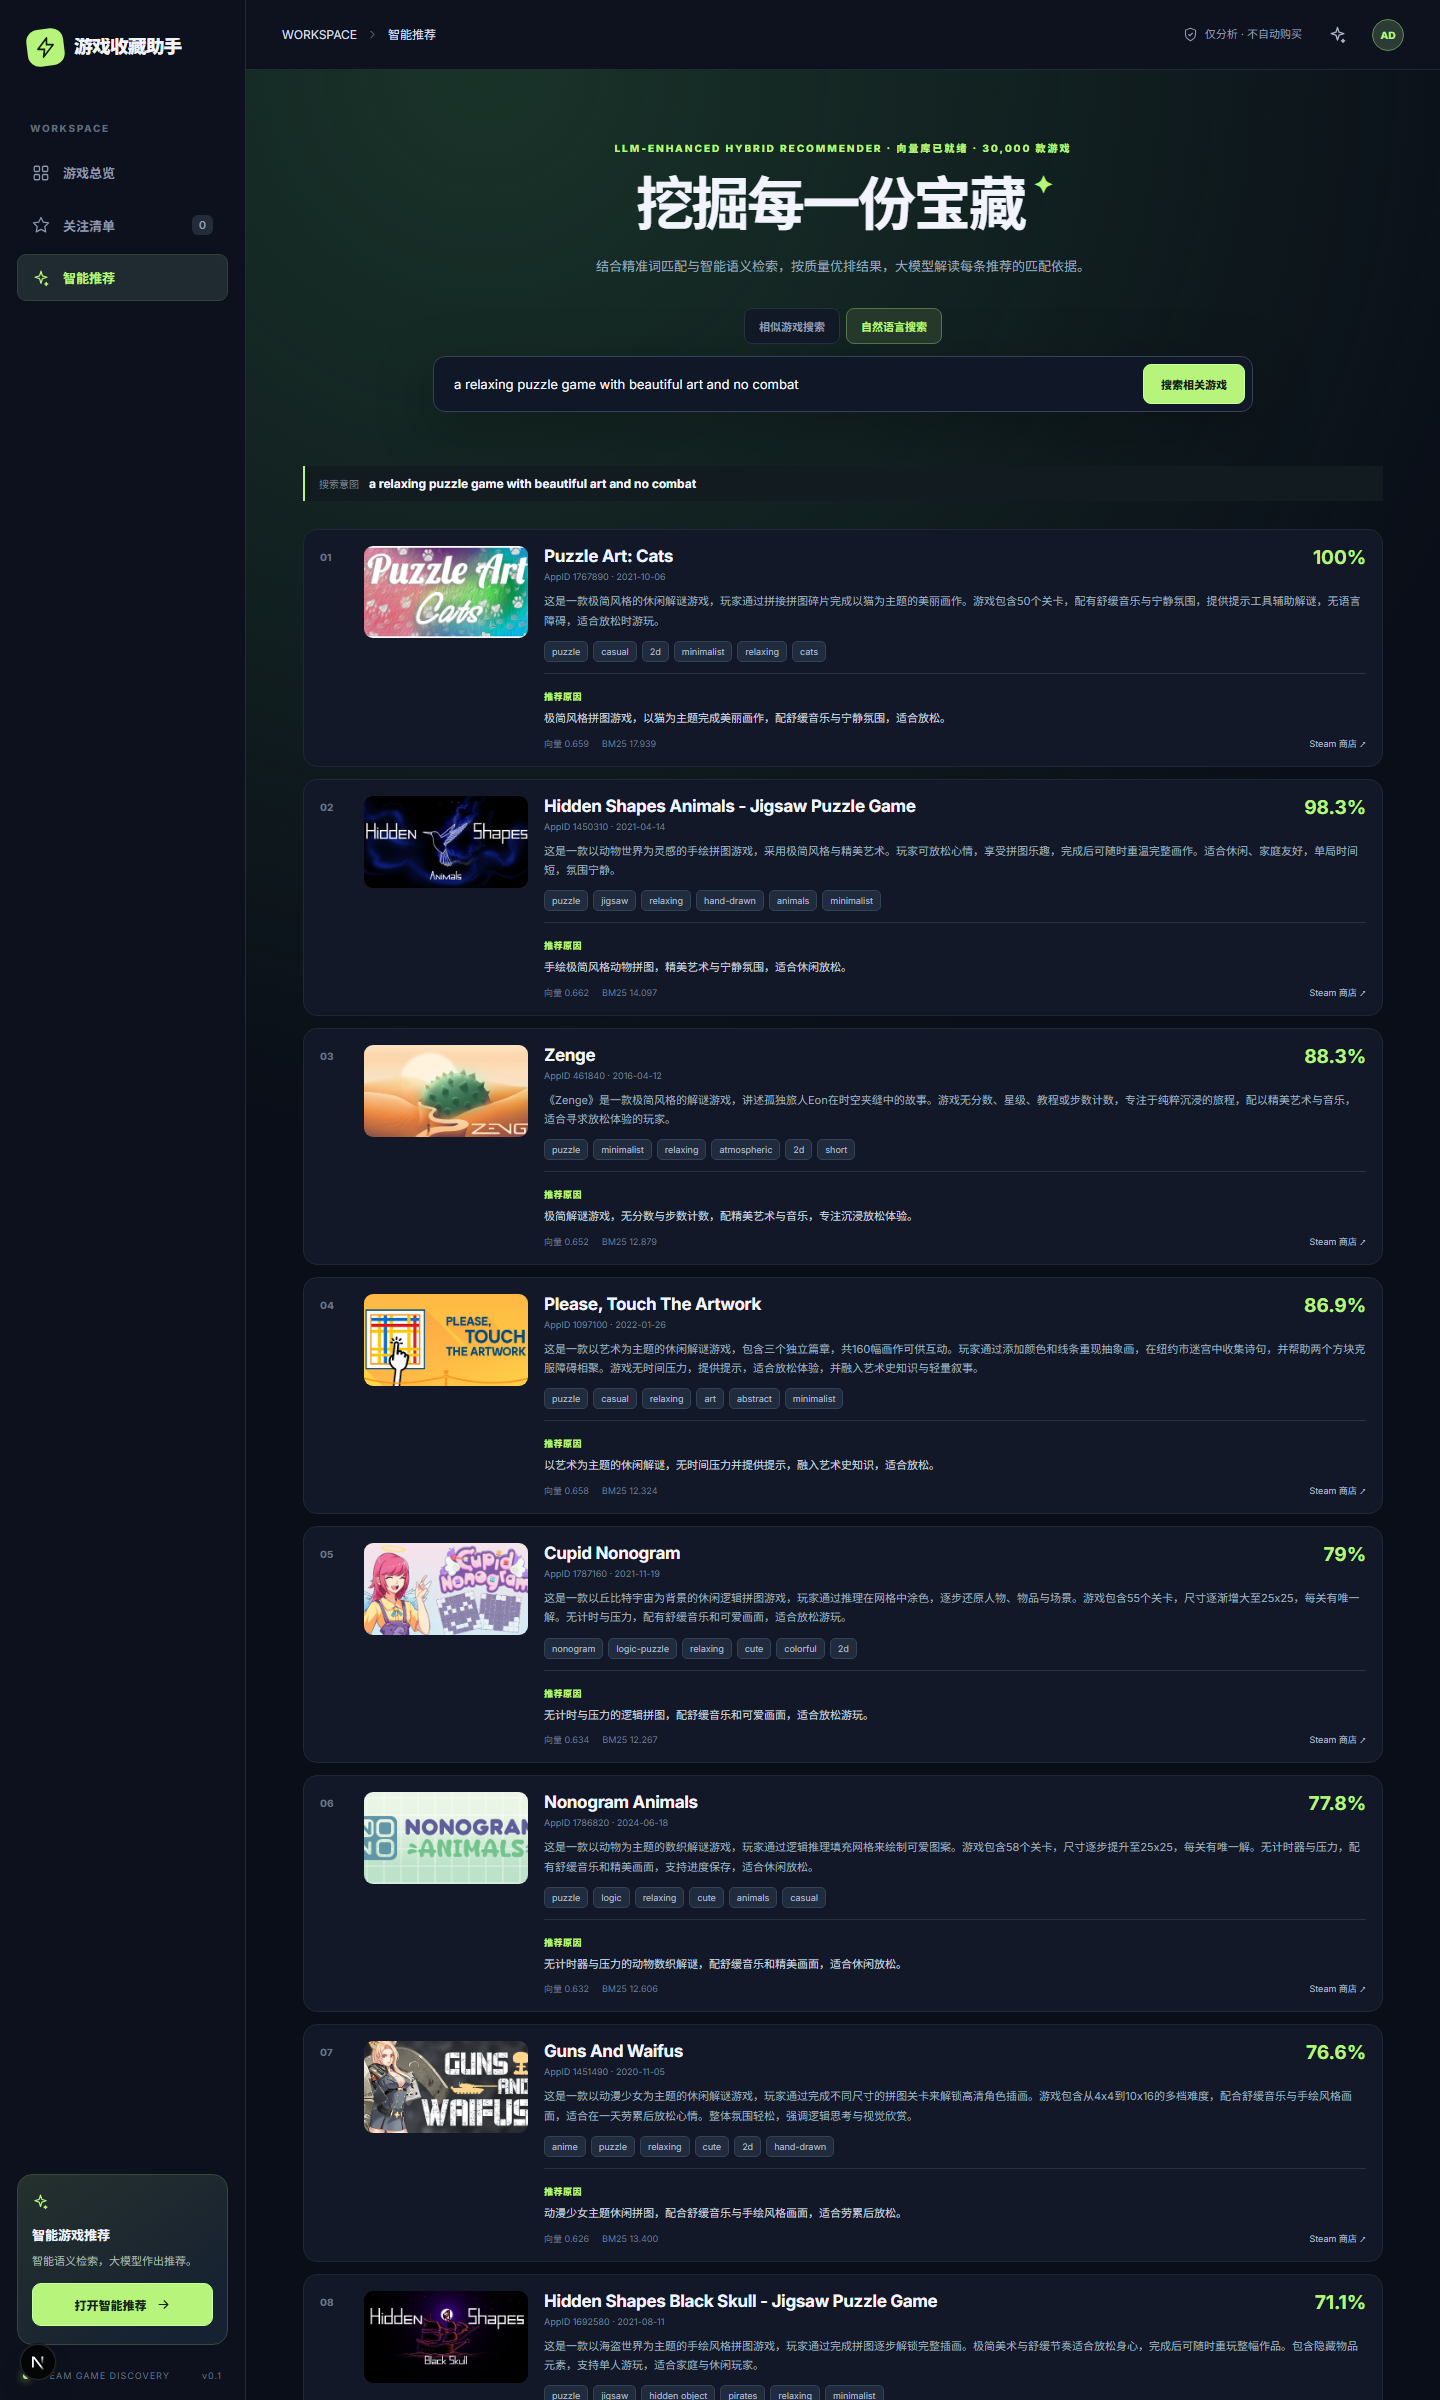 游戏收藏助手
WORKSPACE
游戏总览
关注清单 0
智能推荐
WORKSPACE > 智能推荐
仅分析 · 不自动购买
AD
LLM-ENHANCED HYBRID RECOMMENDER · 向量库已就绪 · 30,000 款游戏
挖掘每一份宝藏
结合精准词匹配与智能语义检索，按质量优排结果，大模型解读每条推荐的匹配依据。
相似游戏搜索 自然语言搜索
a relaxing puzzle game with beautiful art and no combat 搜索相关游戏
搜索意图 a relaxing puzzle game with beautiful art and no combat
01
Puzzle Art
Cats
Puzzle Art: Cats 100%
AppID 1767890 · 2021-10-06
这是一款极简风格的休闲解谜游戏，玩家通过拼接拼图碎片完成以猫为主题的美丽画作。游戏包含50个关卡，配有舒缓音乐与宁静氛围，提供提示工具辅助解谜，无语言
障碍，适合放松时游玩。
puzzle casual 2d minimalist relaxing cats
推荐原因
极简风格拼图游戏，以猫为主题完成美丽画作，配舒缓音乐与宁静氛围，适合放松。
向量 0.659 BM25 17.939 Steam 商店 ↗
02
Hidden Shapes
Animals
Hidden Shapes Animals - Jigsaw Puzzle Game 98.3%
AppID 1450310 · 2021-04-14
这是一款以动物世界为灵感的手绘拼图游戏，采用极简风格与精美艺术。玩家可放松心情，享受拼图乐趣，完成后可随时重温完整画作。适合休闲、家庭友好，单局时间
短，氛围宁静。
puzzle jigsaw relaxing hand-drawn animals minimalist
推荐原因
手绘极简风格动物拼图，精美艺术与宁静氛围，适合休闲放松。
向量 0.662 BM25 14.097 Steam 商店 ↗
03
ZENG
Zenge 88.3%
AppID 461840 · 2016-04-12
《Zenge》是一款极简风格的解谜游戏，讲述孤独旅人Eon在时空夹缝中的故事。游戏无分数、星级、教程或步数计数，专注于纯粹沉浸的旅程，配以精美艺术与音乐，
适合寻求放松体验的玩家。
puzzle minimalist relaxing atmospheric 2d short
推荐原因
极简解谜游戏，无分数与步数计数，配精美艺术与音乐，专注沉浸放松体验。
向量 0.652 BM25 12.879 Steam 商店 ↗
04
PLEASE,
TOUCH
THE ARTWORK
Please, Touch The Artwork 86.9%
AppID 1097100 · 2022-01-26
这是一款以艺术为主题的休闲解谜游戏，包含三个独立篇章，共160幅画作可供互动。玩家通过添加颜色和线条重现抽象画，在纽约市迷宫中收集诗句，并帮助两个方块克
服障碍相聚。游戏无时间压力，提供提示，适合放松体验，并融入艺术史知识与轻量叙事。
puzzle casual relaxing art abstract minimalist
推荐原因
以艺术为主题的休闲解谜，无时间压力并提供提示，融入艺术史知识，适合放松。
向量 0.658 BM25 12.324 Steam 商店 ↗
05
Cupid
Nonogram
Cupid Nonogram 79%
AppID 1787160 · 2021-11-19
这是一款以丘比特宇宙为背景的休闲逻辑拼图游戏，玩家通过推理在网格中涂色，逐步还原人物、物品与场景。游戏包含55个关卡，尺寸逐渐增大至25x25，每关有唯一
解。无计时与压力，配有舒缓音乐和可爱画面，适合放松游玩。
nonogram logic-puzzle relaxing cute colorful 2d
推荐原因
无计时与压力的逻辑拼图，配舒缓音乐和可爱画面，适合放松游玩。
向量 0.634 BM25 12.267 Steam 商店 ↗
06
NONOGRAM
ANIMALS
Nonogram Animals 77.8%
AppID 1786820 · 2024-06-18
这是一款以动物为主题的数织解谜游戏，玩家通过逻辑推理填充网格来绘制可爱图案。游戏包含58个关卡，尺寸逐步提升至25x25，每关有唯一解。无计时器与压力，配
有舒缓音乐和精美画面，支持进度保存，适合休闲放松。
puzzle logic relaxing cute animals casual
推荐原因
无计时器与压力的动物数织解谜，配舒缓音乐和精美画面，适合休闲放松。
向量 0.632 BM25 12.606 Steam 商店 ↗
07
GUNS
AND
WAIFUS
Guns And Waifus 76.6%
AppID 1451490 · 2020-11-05
这是一款以动漫少女为主题的休闲解谜游戏，玩家通过完成不同尺寸的拼图关卡来解锁高清角色插画。游戏包含从4x4到10x16的多档难度，配合舒缓音乐与手绘风格画
面，适合在一天劳累后放松心情。整体氛围轻松，强调逻辑思考与视觉欣赏。
anime puzzle relaxing cute 2d hand-drawn
推荐原因
动漫少女主题休闲拼图，配合舒缓音乐与手绘风格画面，适合劳累后放松。
向量 0.626 BM25 13.400 Steam 商店 ↗
08
Hidden Shapes
Black Skull
Hidden Shapes Black Skull - Jigsaw Puzzle Game 71.1%
AppID 1692580 · 2021-08-11
这是一款以海盗世界为主题的手绘风格拼图游戏，玩家通过完成拼图逐步解锁完整插画。极简美术与舒缓节奏适合放松身心，完成后可随时重玩整幅作品。包含隐藏物品
元素，支持单人游玩，适合家庭与休闲玩家。
puzzle jigsaw hidden object pirates relaxing minimalist
智能游戏推荐
智能语义检索，大模型作出推荐。
打开智能推荐 →
N
EAM GAME DISCOVERY v0.1